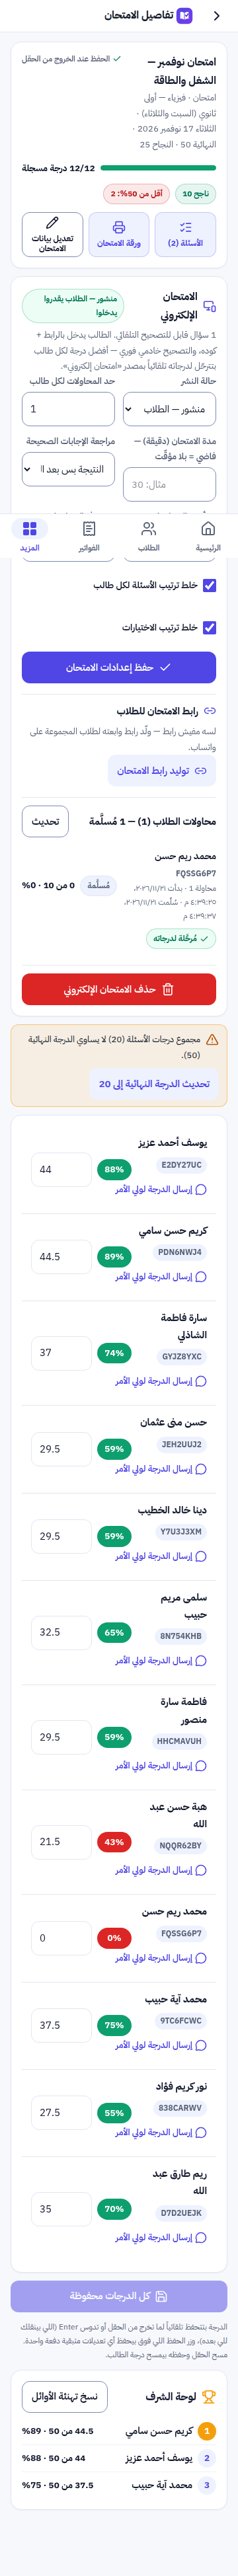 تفاصيل الامتحان
امتحان نوفمبر —
الشغل والطاقة
الحفظ عند الخروج من الحقل
امتحان · فيزياء — أولى
ثانوي (السبت والثلاثاء) ·
الثلاثاء ١٧ نوفمبر 2026 ·
النهائية 50 · النجاح 25
12/12 درجة مسجلة
ناجح 10
أقل من 50%: 2
الأسئلة (2)
ورقة الامتحان
تعديل بيانات
الامتحان
الامتحان
الإلكتروني
منشور — الطلاب يقدروا
يدخلوا
1 سؤال قابل للتصحيح التلقائي. الطالب يدخل بالرابط +
كوده، والتصحيح خادمي فوري — أفضل درجة لكل طالب
بتترحّل لدرجاته تلقائياً بمصدر «امتحان إلكتروني».
حالة النشر
حد المحاولات لكل طالب
منشور — الطلاب
1
مدة الامتحان (دقيقة) —
فاضي = بلا مؤقّت
مراجعة الإجابات الصحيحة
مثال: 30
النتيجة بس بعد ا
الرئيسية
الطلاب
الفواتير
المزيد
خلط ترتيب الأسئلة لكل طالب
خلط ترتيب الاختيارات
حفظ إعدادات الامتحان
رابط الامتحان للطلاب
لسه مفيش رابط — ولّد رابط وابعته لطلاب المجموعة على
واتساب.
توليد رابط الامتحان
محاولات الطلاب (1) — 1 مُسلَّمة
تحديث
محمد ريم حسن
FQSSG6P7
محاولة 1 · بدأت ٢٠٢٦/١١/٢١،
٤:٣٩:٢٥ م · سُلّمت ٢٠٢٦/١١/٢١،
٤:٣٩:٣٧ م
مُسلَّمة
0 من 10 · 0%
مُرحَّلة لدرجاته
حذف الامتحان الإلكتروني
مجموع درجات الأسئلة (20) لا يساوي الدرجة النهائية
(50).
تحديث الدرجة النهائية إلى 20
يوسف أحمد عزيز
E2DY27UC
88%
44
إرسال الدرجة لولي الأمر
كريم حسن سامي
PDN6NWJ4
89%
44.5
إرسال الدرجة لولي الأمر
سارة فاطمة
الشاذلي
GYJZ8YXC
74%
37
إرسال الدرجة لولي الأمر
حسن منى عثمان
JEH2UUJ2
59%
29.5
إرسال الدرجة لولي الأمر
دينا خالد الخطيب
Y7U3J3XM
59%
29.5
إرسال الدرجة لولي الأمر
سلمى مريم
حبيب
8N754KHB
65%
32.5
إرسال الدرجة لولي الأمر
فاطمة سارة
منصور
HHCMAVUH
59%
29.5
إرسال الدرجة لولي الأمر
هبة حسن عبد
الله
NQQR62BY
43%
21.5
إرسال الدرجة لولي الأمر
محمد ريم حسن
FQSSG6P7
0%
0
إرسال الدرجة لولي الأمر
محمد آية حبيب
9TC6FCWC
75%
37.5
إرسال الدرجة لولي الأمر
نور كريم فؤاد
838CARWV
55%
27.5
إرسال الدرجة لولي الأمر
ريم طارق عبد
الله
D7D2UEJK
70%
35
إرسال الدرجة لولي الأمر
كل الدرجات محفوظة
الدرجة بتتحفظ تلقائياً لما تخرج من الحقل أو تدوس Enter (اللي بينقلك
للي بعده)، وزر الحفظ اللي فوق بيحفظ أي تعديلات متبقية دفعة واحدة.
مسح الحقل وحفظه بيمسح درجة الطالب.
لوحة الشرف
نسخ تهنئة الأوائل
1 كريم حسن سامي 44.5 من 50 · 89%
2 يوسف أحمد عزيز 44 من 50 · 88%
3 محمد آية حبيب 37.5 من 50 · 75%